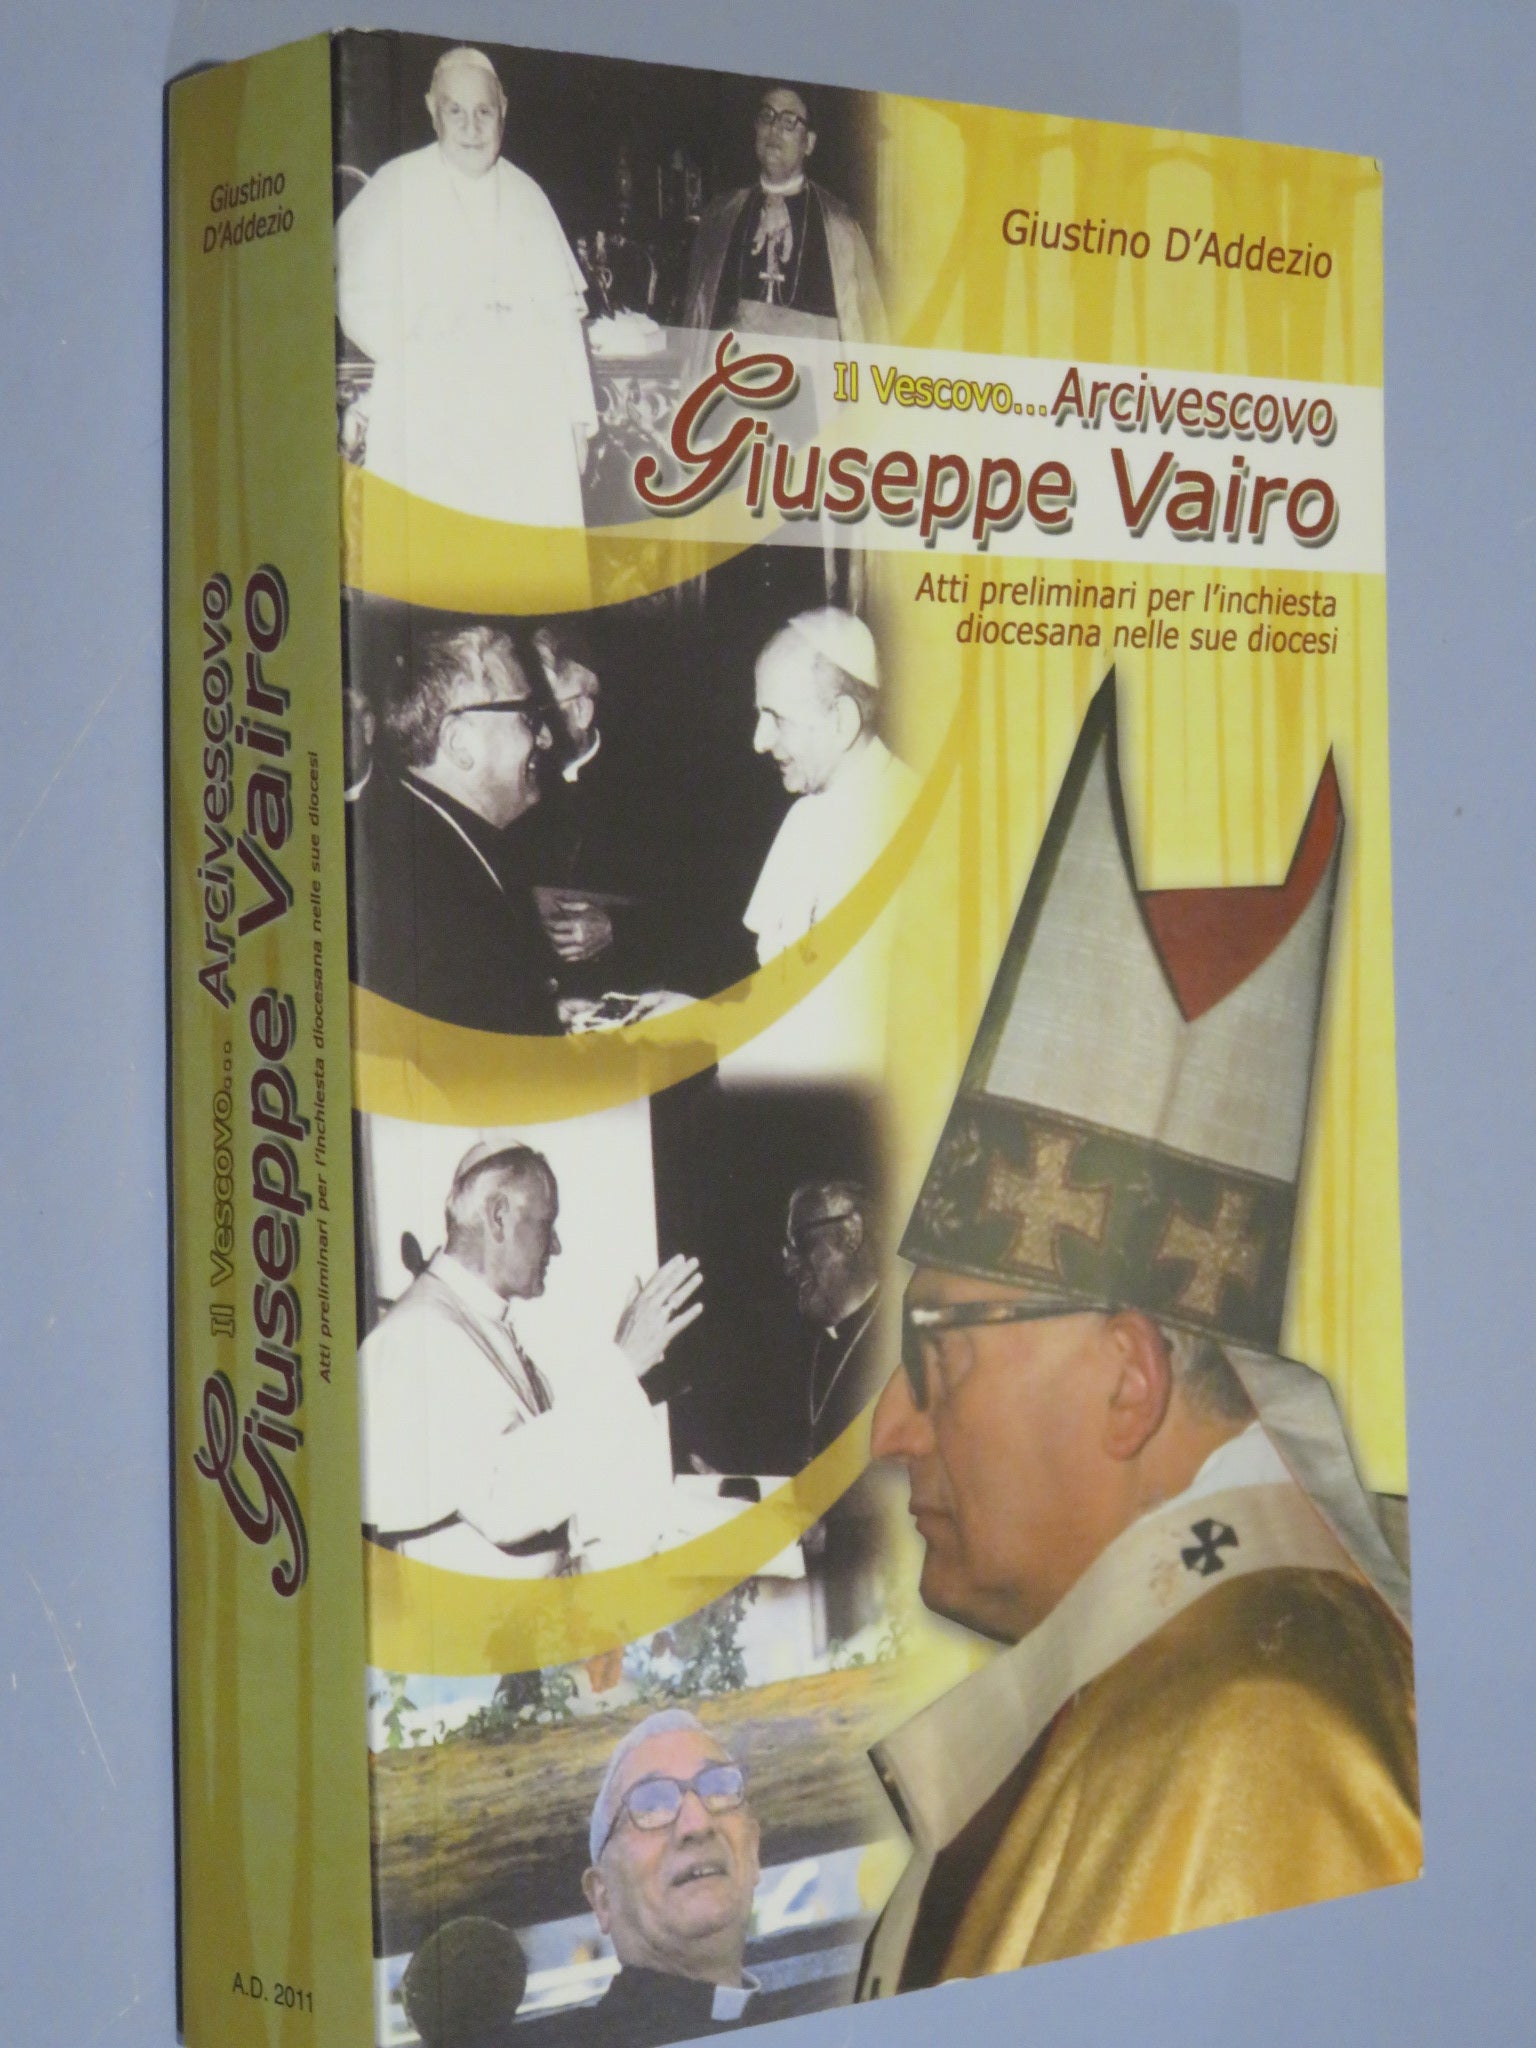 Giustino
D'Addezio
Il Vescovo... Arcivescovo
Giuseppe Vairo
Atti preliminari per l'inchiesta diocesana nelle sue diocesi
A.D. 2011
Giustino D'Addezio
Il Vescovo...Arcivescovo
Giuseppe Vairo
Atti preliminari per l'inchiesta
diocesana nelle sue diocesi